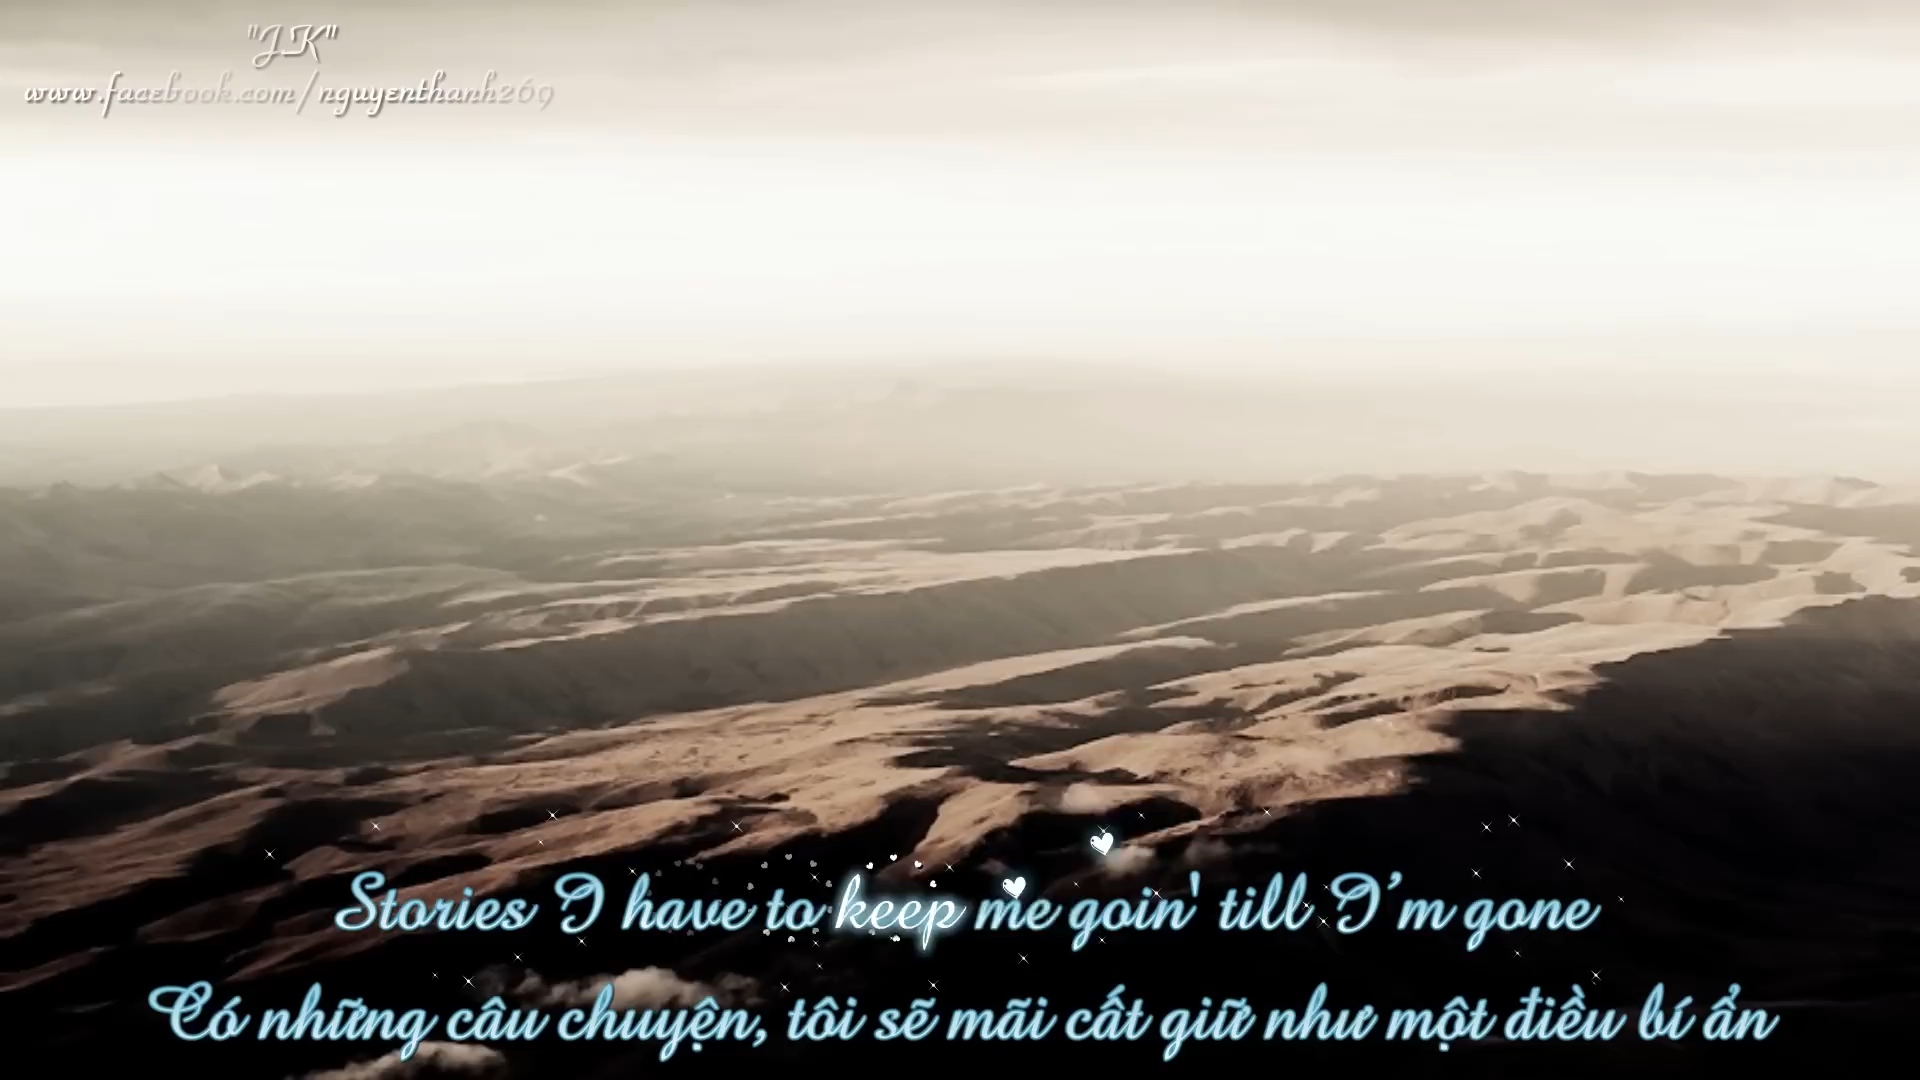 "J.K"
www.facebook.com/nguyenthanh269
Stories I have to keep me goin' till I’m gone
Có những câu chuyện, tôi sẽ mãi cất giữ như một điều bí ẩn